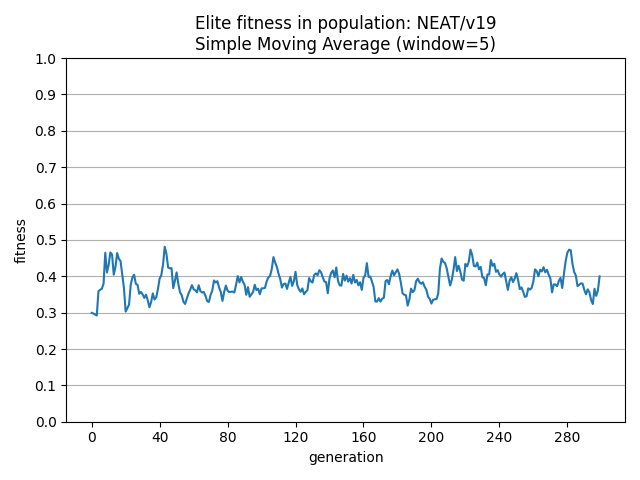 Elite fitness in population: NEAT/v19
Simple Moving Average (window=5)
1.0
0.9
0.8
0.7
0.6
0.5
0.4
0.3
0.2
0.1
0.0
fitness
0 40 80 120 160 200 240 280
generation